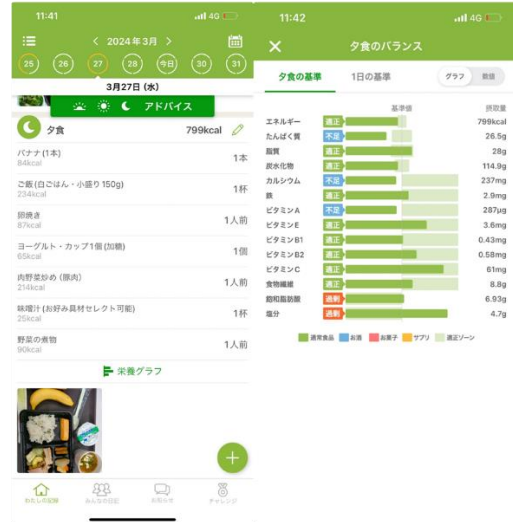 11:41
4G
2024年3月
25 26 27 28 今日 30 31
3月27日 (水)
アドバイス
夕食 799kcal
バナナ(1本) 1本
84kcal
ご飯(白ごはん・小盛り150g) 1杯
234kcal
卵焼き 1人前
87kcal
ヨーグルト・カップ1個(加糖) 1個
65kcal
肉野菜炒め(豚肉) 1人前
214kcal
味噌汁(お好み具材セレクト可能) 1杯
25kcal
野菜の煮物 1人前
90kcal
栄養グラフ
わたしの記録 みんなの日記 お知らせ チャレンジ
11:42
4G
夕食のバランス
夕食の基準 1日の基準 グラフ 数値
基準値 摂取量
エネルギー 適正 799kcal
たんぱく質 不足 26.5g
脂質 適正 28g
炭水化物 適正 114.9g
カルシウム 不足 237mg
鉄 適正 2.9mg
ビタミンA 不足 287μg
ビタミンE 適正 3.6mg
ビタミンB1 適正 0.43mg
ビタミンB2 適正 0.58mg
ビタミンC 適正 61mg
食物繊維 適正 8.8g
飽和脂肪酸 過剰 6.93g
塩分 過剰 4.7g
通常食品 お酒 お菓子 サプリ 適正ゾーン